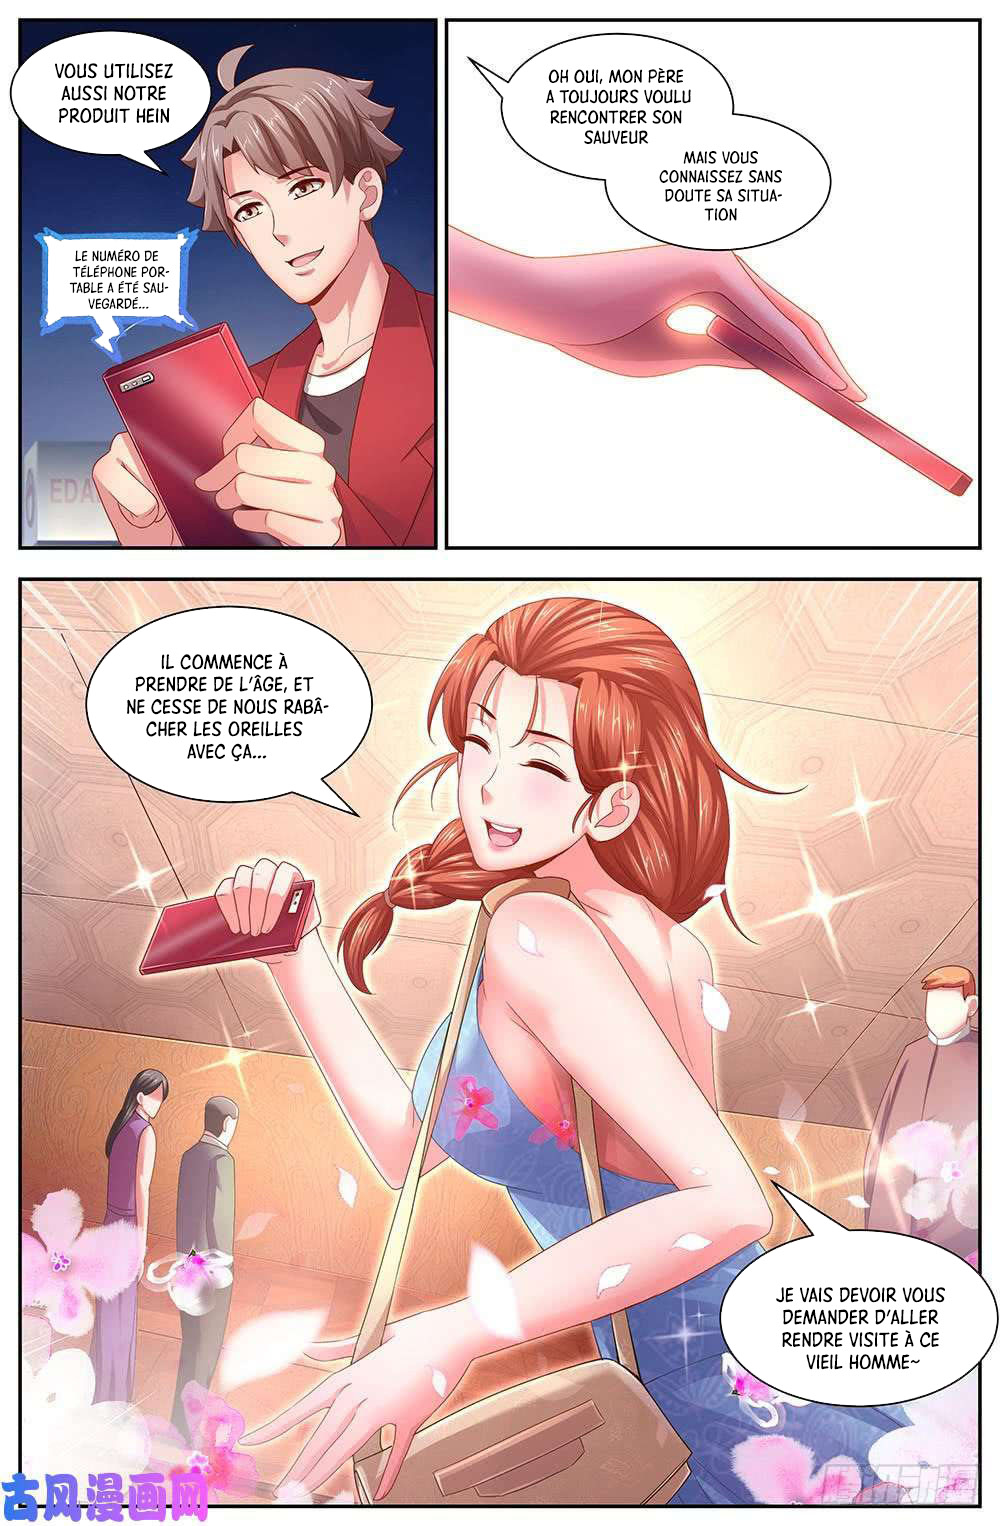 VOUS UTILISEZ
AUSSI NOTRE
PRODUIT HEIN
LE NUMÉRO DE
TÉLÉPHONE POR-
TABLE A ÉTÉ SAU-
VEGARDÉ...
EDA
OH OUI, MON PÈRE
A TOUJOURS VOULU
RENCONTRER SON
SAUVEUR
MAIS VOUS
CONNAISSEZ SANS
DOUTE SA SITUA-
TION
IL COMMENCE À
PRENDRE DE L'ÂGE, ET
NE CESSE DE NOUS RABÂ-
CHER LES OREILLES
AVEC ÇA...
JE VAIS DEVOIR VOUS
DEMANDER D'ALLER
RENDRE VISITE À CE
VIEIL HOMME~
古风漫画网